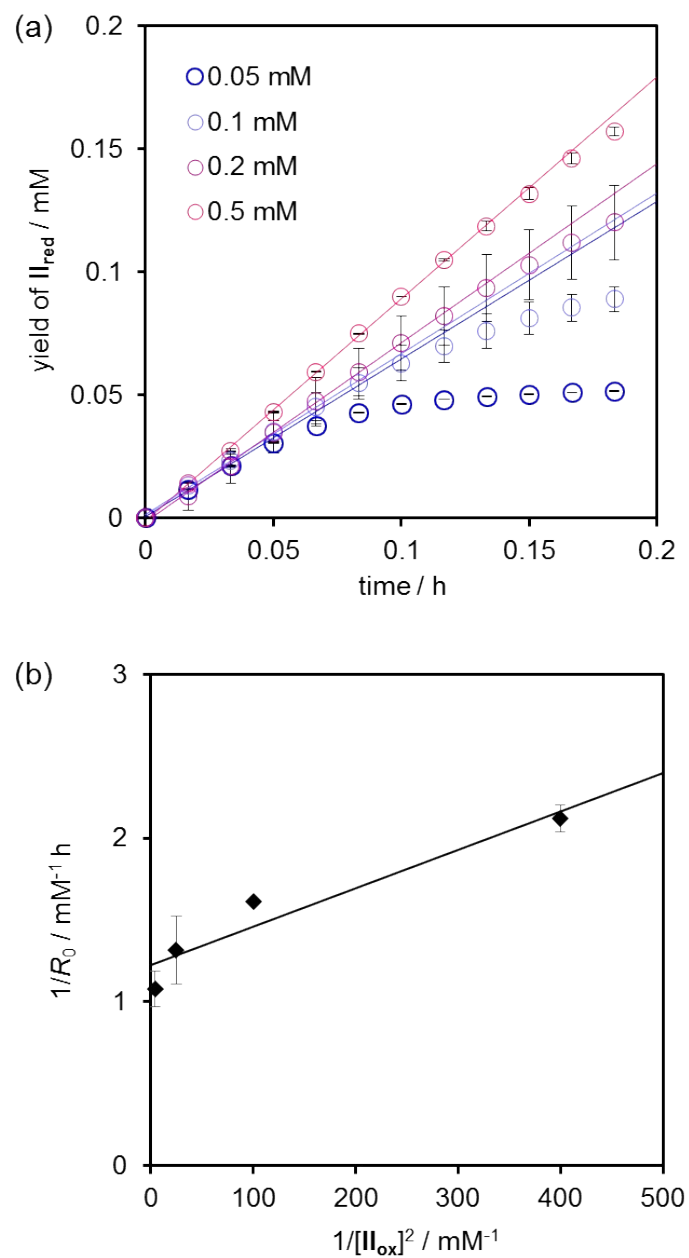 (a)
0.2
0.15
0.1
0.05
0
yield of II_red / mM
0.05 mM
0.1 mM
0.2 mM
0.5 mM
0 0.05 0.1 0.15 0.2
time / h
(b)
3
2
1
0
1/R₀ / mM⁻¹ h
0 100 200 300 400 500
1/[II_ox]² / mM⁻¹